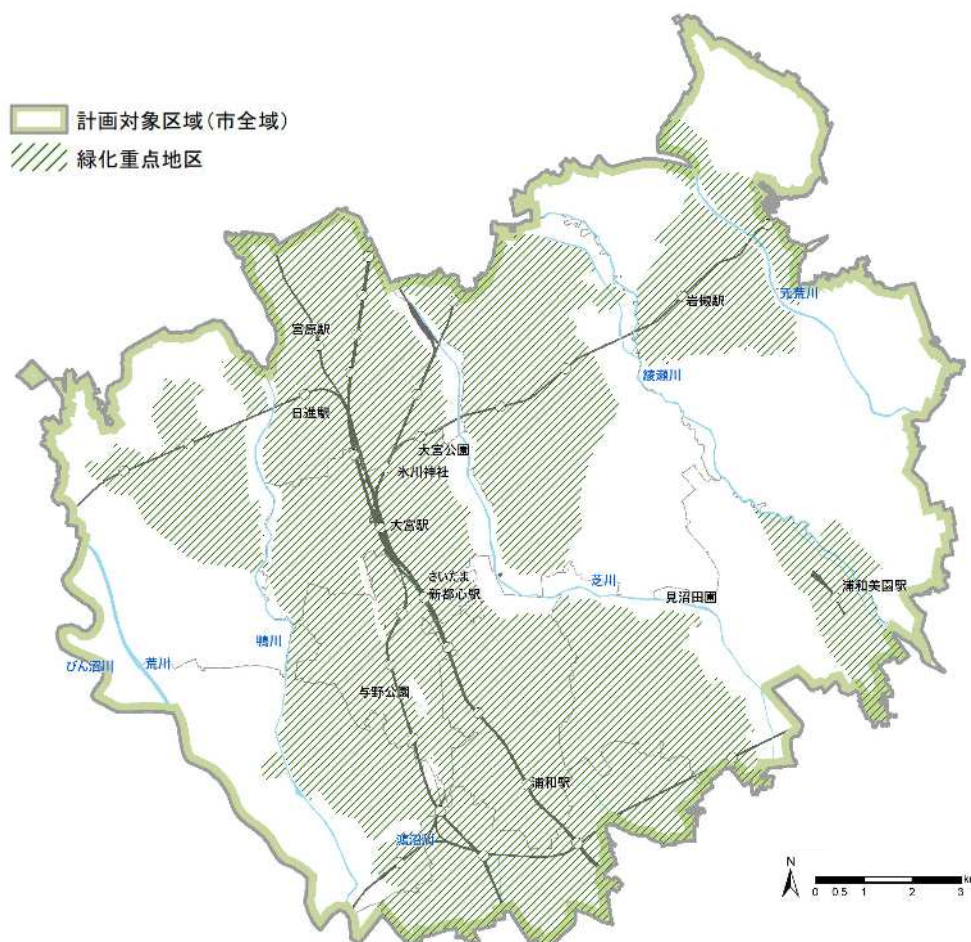 計画対象区域(市全域)
緑化重点地区
岩槻駅
元荒川
宮原駅
綾瀬川
日進駅
大宮公園
氷川神社
大宮駅
さいたま
新都心駅
芝川
見沼田圃
浦和美園駅
鴨川
びん沼川
荒川
与野公園
浦和駅
鴻沼川
N
0 0.5 1 2 3